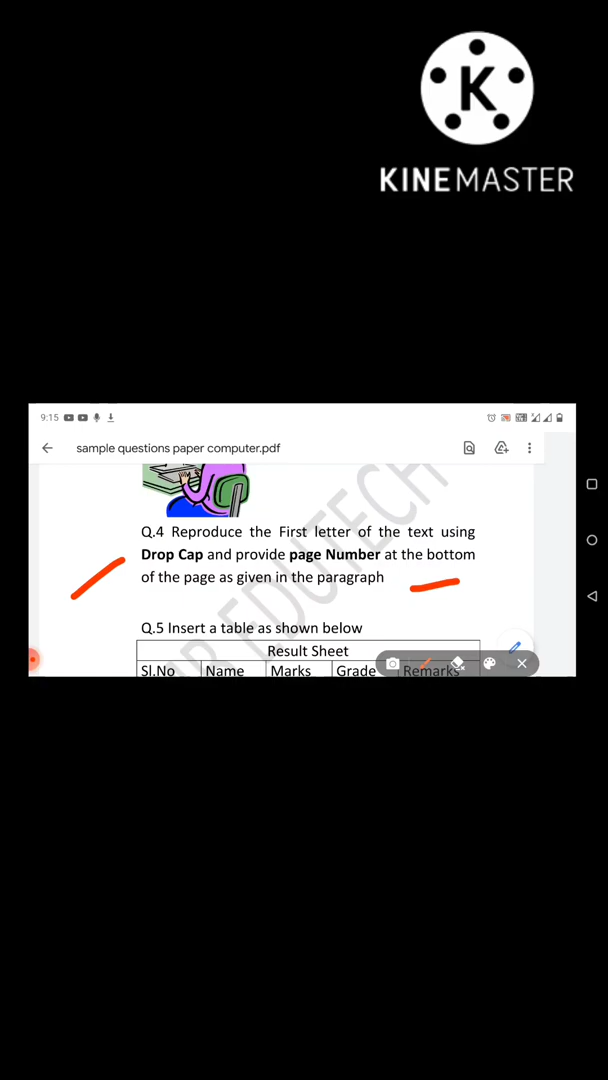 K
KINEMASTER
9:15
sample questions paper computer.pdf
Q.4 Reproduce the First letter of the text using
Drop Cap and provide page Number at the bottom
of the page as given in the paragraph
Q.5 Insert a table as shown below
Result Sheet
Sl.No Name Marks Grade Remarks
EDUTECH